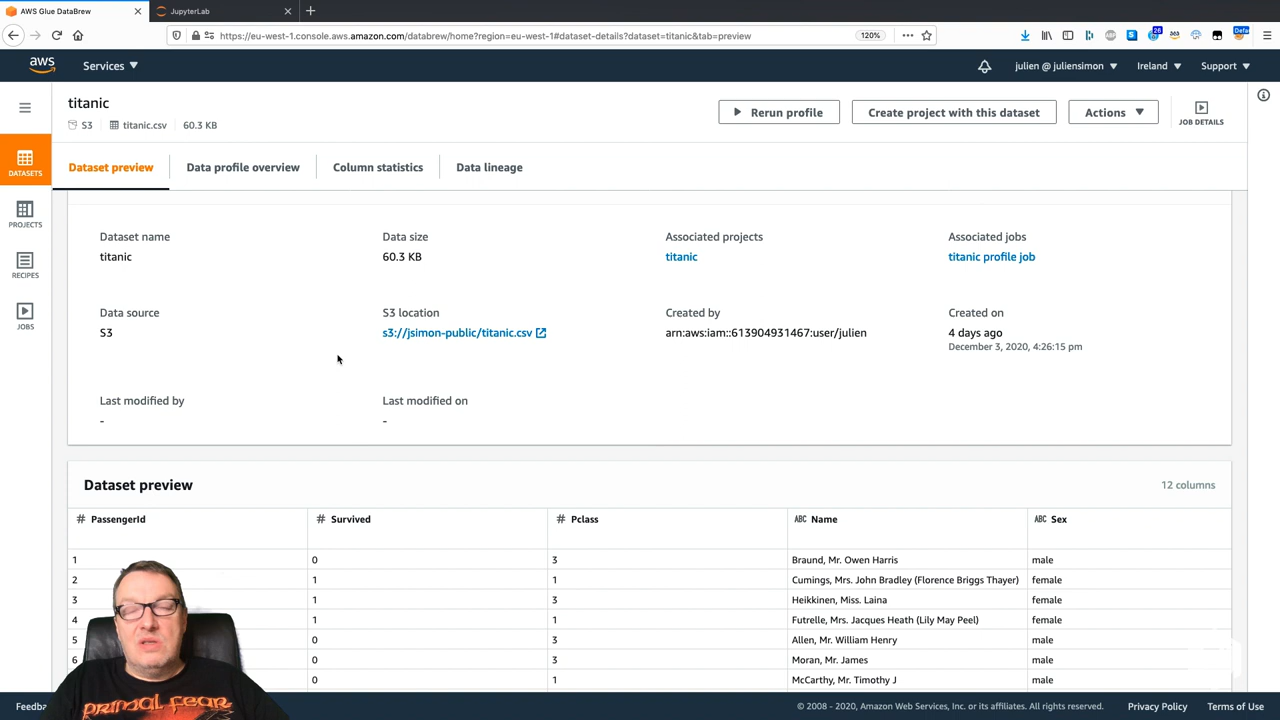 AWS Glue DataBrew
JupyterLab
https://eu-west-1.console.aws.amazon.com/databrew/home?region=eu-west-1#dataset-details?dataset=titanic&tab=preview
120%
26
Defa
aws
Services
julien @ juliensimon
Ireland
Support
titanic
S3
titanic.csv
60.3 KB
Rerun profile
Create project with this dataset
Actions
JOB DETAILS
DATASETS
PROJECTS
RECIPES
JOBS
Dataset preview
Data profile overview
Column statistics
Data lineage
Dataset name
Data size
Associated projects
Associated jobs
titanic
60.3 KB
titanic
titanic profile job
Data source
S3 location
Created by
Created on
S3
s3://jsimon-public/titanic.csv
arn:aws:iam::613904931467:user/julien
4 days ago
December 3, 2020, 4:26:15 pm
Last modified by
Last modified on
-
-
Dataset preview
12 columns
# PassengerId
# Survived
# Pclass
ABC Name
ABC Sex
1 0 3 Braund, Mr. Owen Harris male
2 1 1 Cumings, Mrs. John Bradley (Florence Briggs Thayer) female
3 1 3 Heikkinen, Miss. Laina female
4 1 1 Futrelle, Mrs. Jacques Heath (Lily May Peel) female
5 0 3 Allen, Mr. William Henry male
6 0 3 Moran, Mr. James male
0 1 McCarthy, Mr. Timothy J male
PRIMAL FEAR
Feedba
© 2008 - 2020, Amazon Web Services, Inc. or its affiliates. All rights reserved.
Privacy Policy
Terms of Use